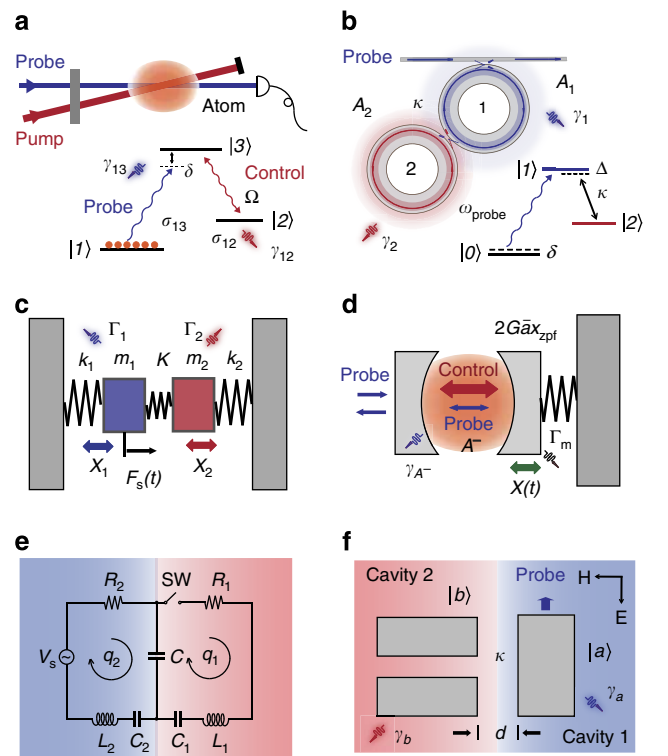 a
Probe
Pump
Atom
|3⟩
γ13
δ
Control
Ω
Probe
σ13
|1⟩
σ12
|2⟩
γ12
b
Probe
A1
A2
κ
1
γ1
2
|1⟩
Δ
κ
ωprobe
|2⟩
γ2
|0⟩
δ
c
Γ1
Γ2
k1
m1
K
m2
k2
X1
Fs(t)
X2
d
2Gāxzpf
Probe
Control
Probe
A−
γA−
Γm
X(t)
e
R2
SW
R1
Vs
q2
C
q1
L2
C2
C1
L1
f
Cavity 2
Probe
H
E
|b⟩
κ
|a⟩
γa
γb
d
Cavity 1